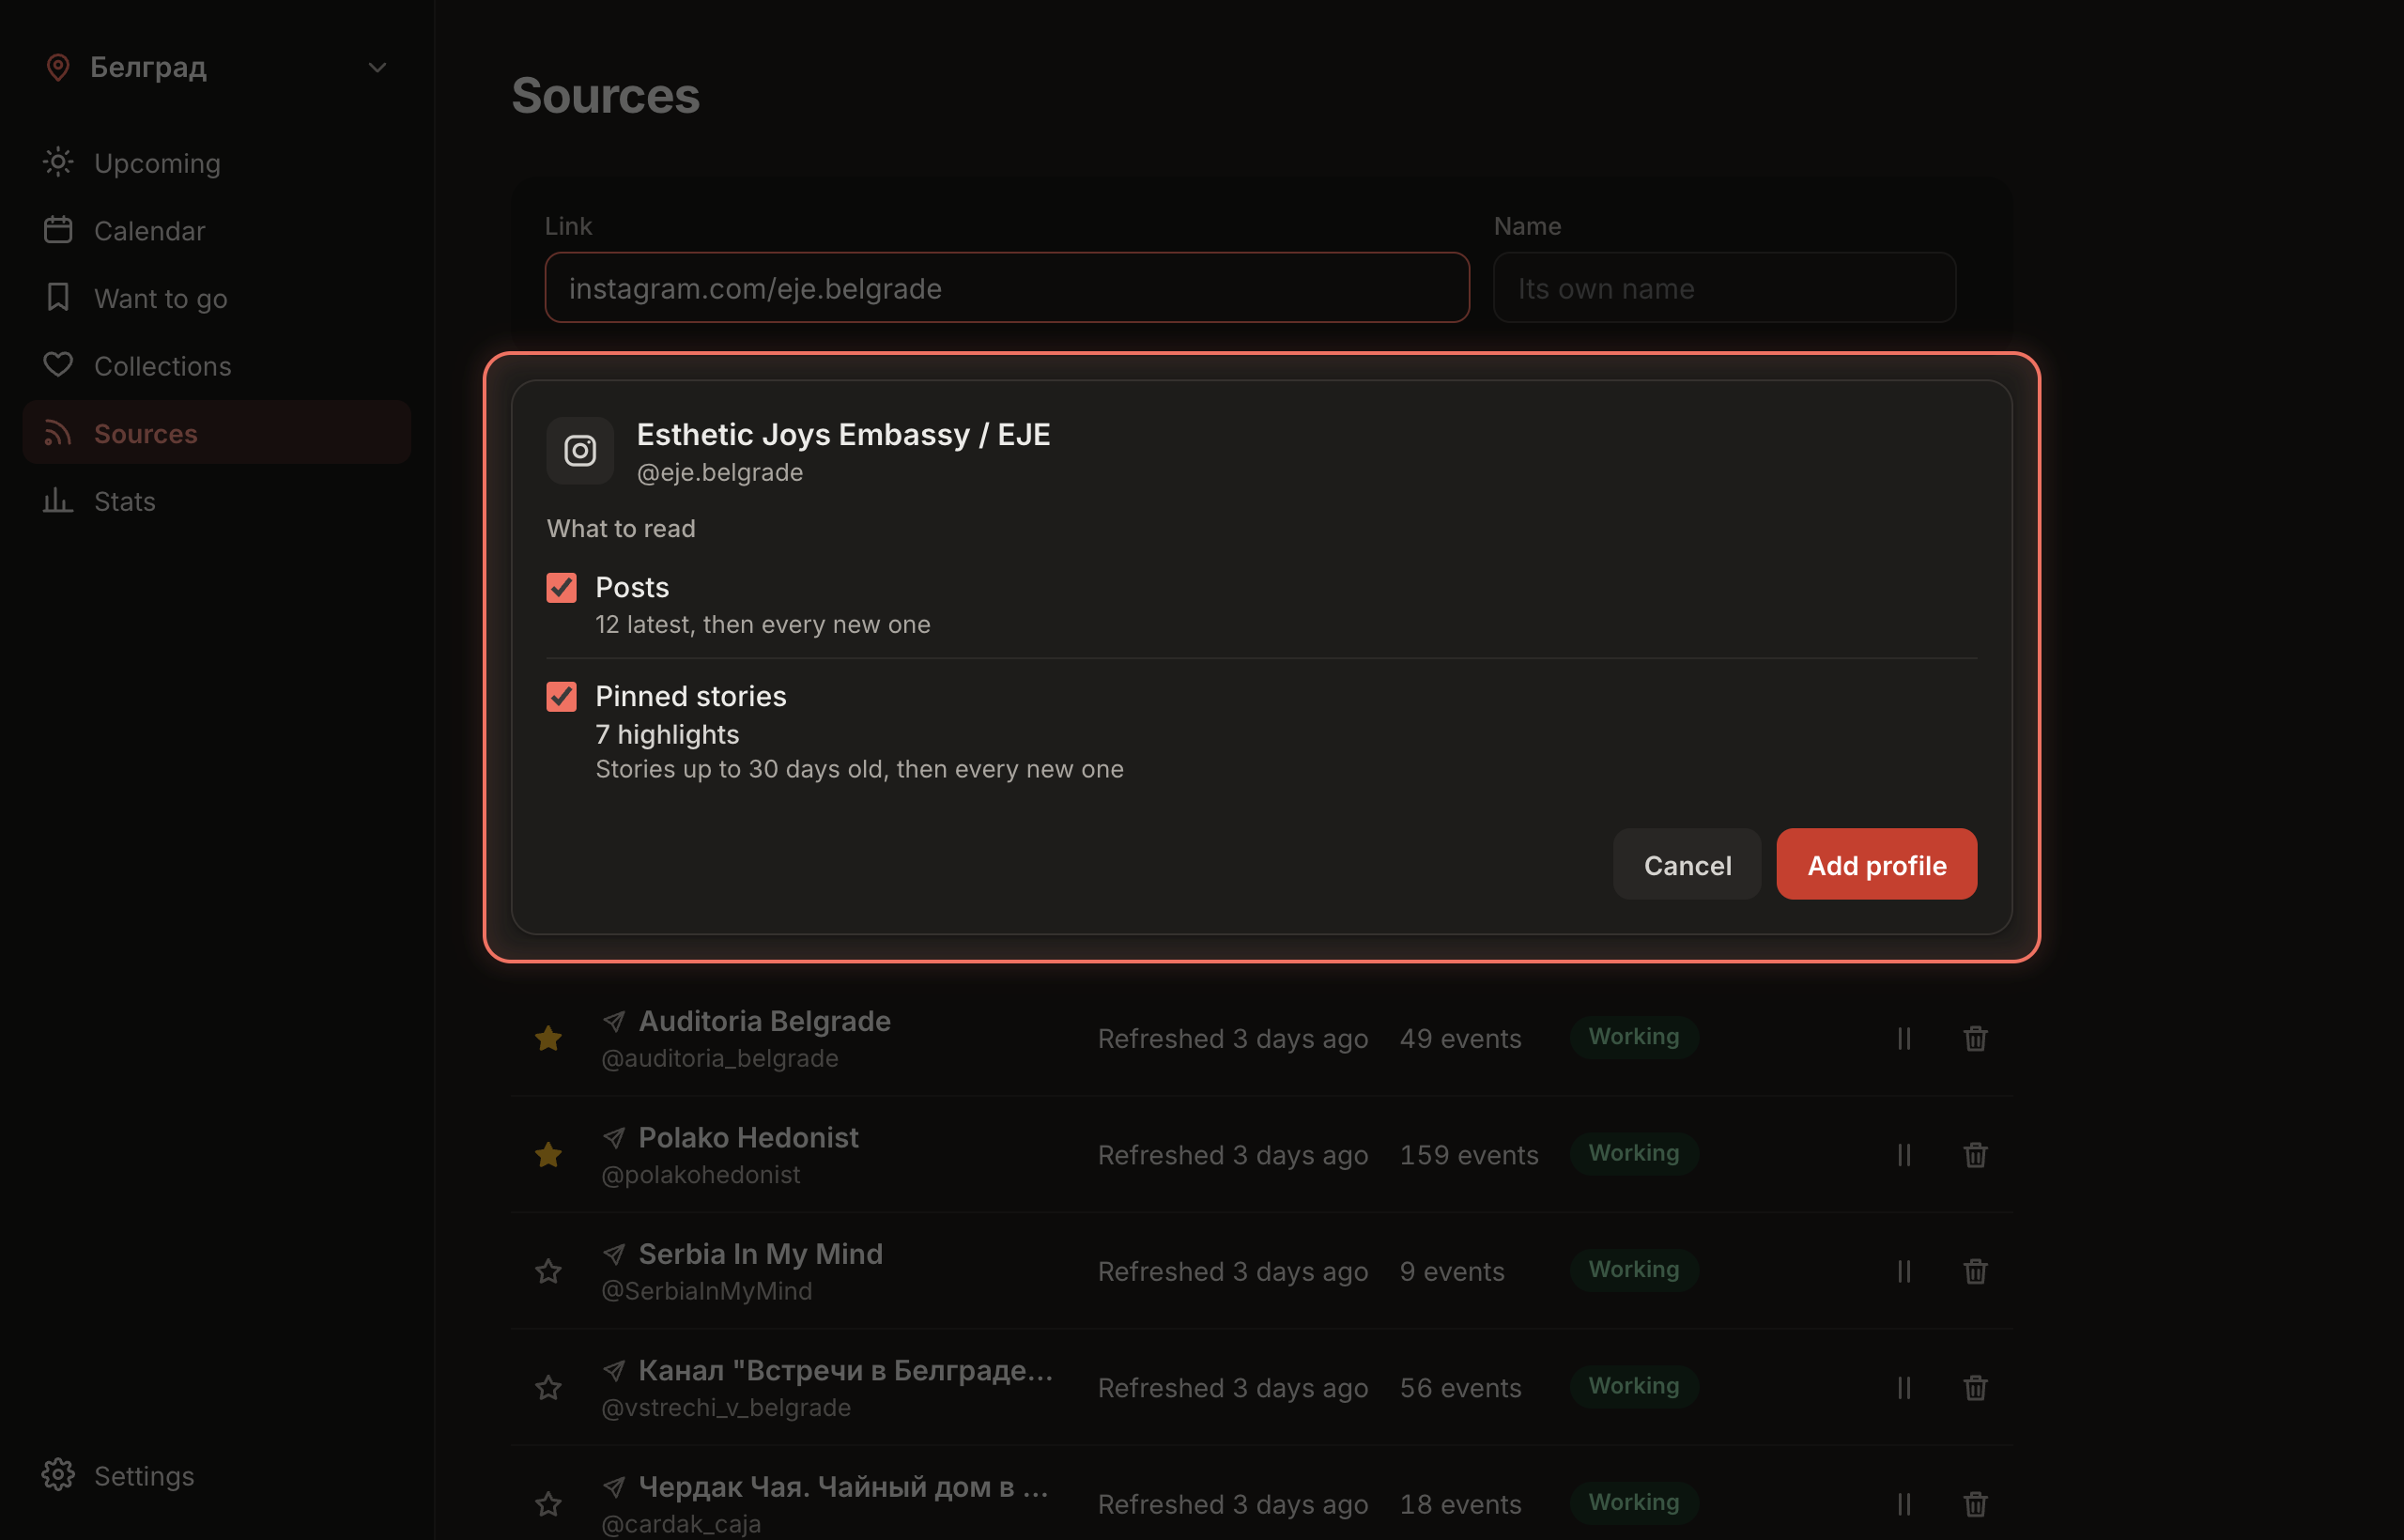 Белград
Upcoming
Calendar
Want to go
Collections
Sources
Stats
Settings
Sources
Link
Name
instagram.com/eje.belgrade
Its own name
Esthetic Joys Embassy / EJE
@eje.belgrade
What to read
Posts
12 latest, then every new one
Pinned stories
7 highlights
Stories up to 30 days old, then every new one
Cancel
Add profile
Auditoria Belgrade
@auditoria_belgrade
Refreshed 3 days ago
49 events
Working
Polako Hedonist
@polakohedonist
Refreshed 3 days ago
159 events
Working
Serbia In My Mind
@SerbiaInMyMind
Refreshed 3 days ago
9 events
Working
Канал "Встречи в Белграде...
@vstrechi_v_belgrade
Refreshed 3 days ago
56 events
Working
Чердак Чая. Чайный дом в ...
@cardak_caja
Refreshed 3 days ago
18 events
Working